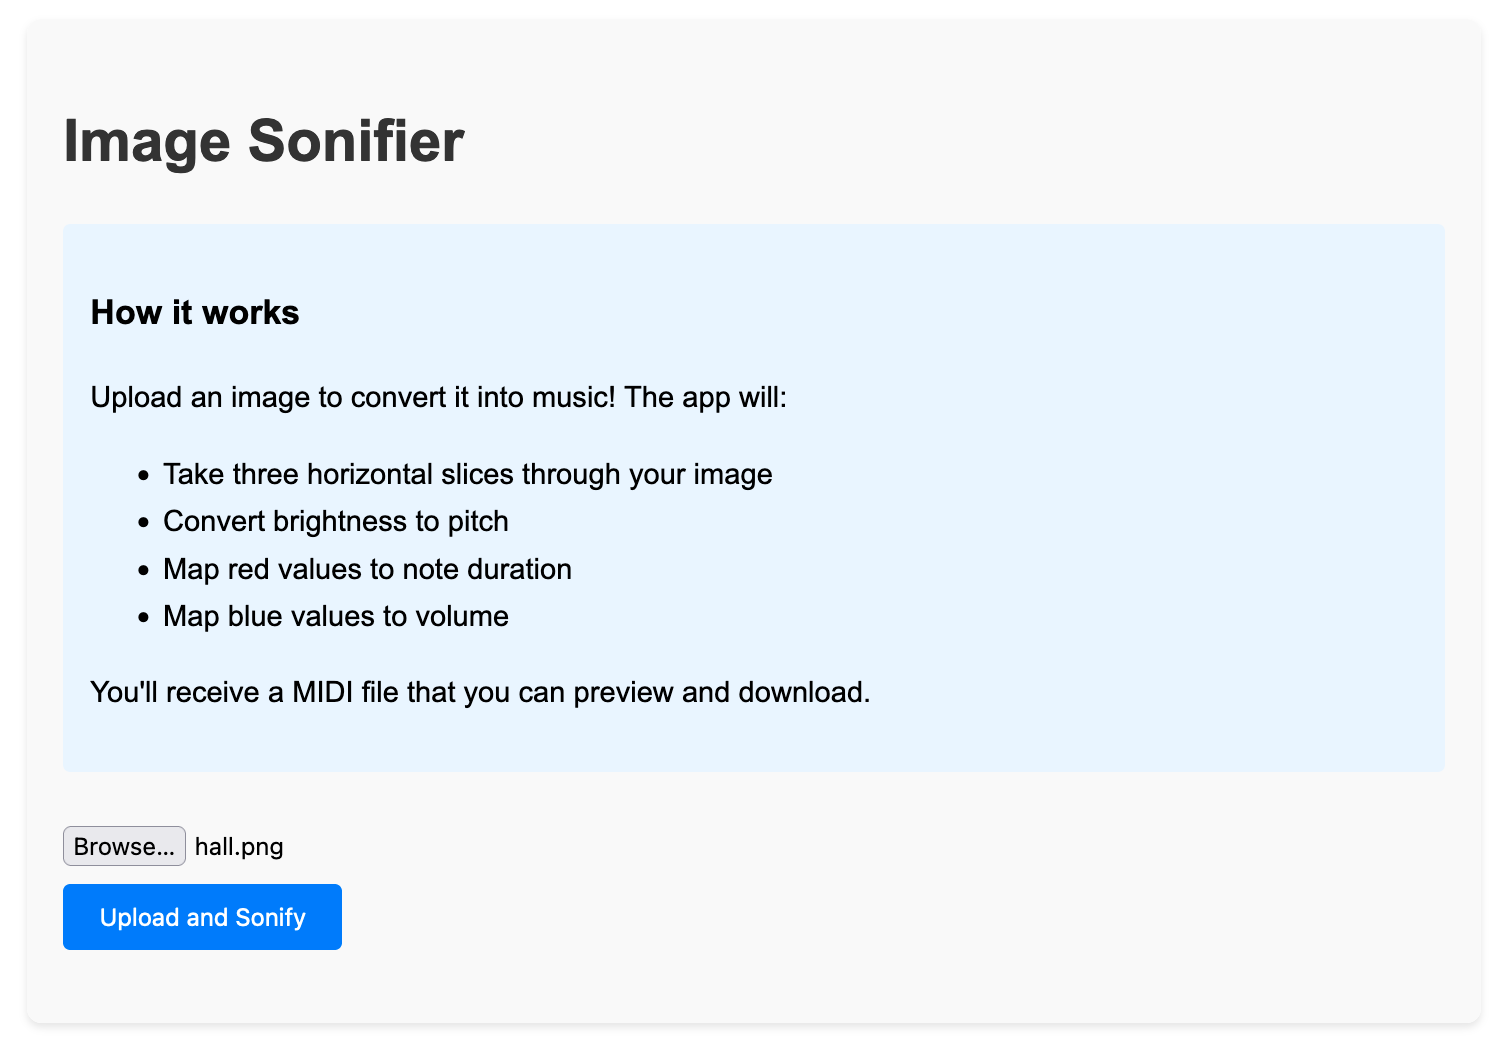 Image Sonifier
How it works
Upload an image to convert it into music! The app will:
• Take three horizontal slices through your image
• Convert brightness to pitch
• Map red values to note duration
• Map blue values to volume
You'll receive a MIDI file that you can preview and download.
Browse... hall.png
Upload and Sonify